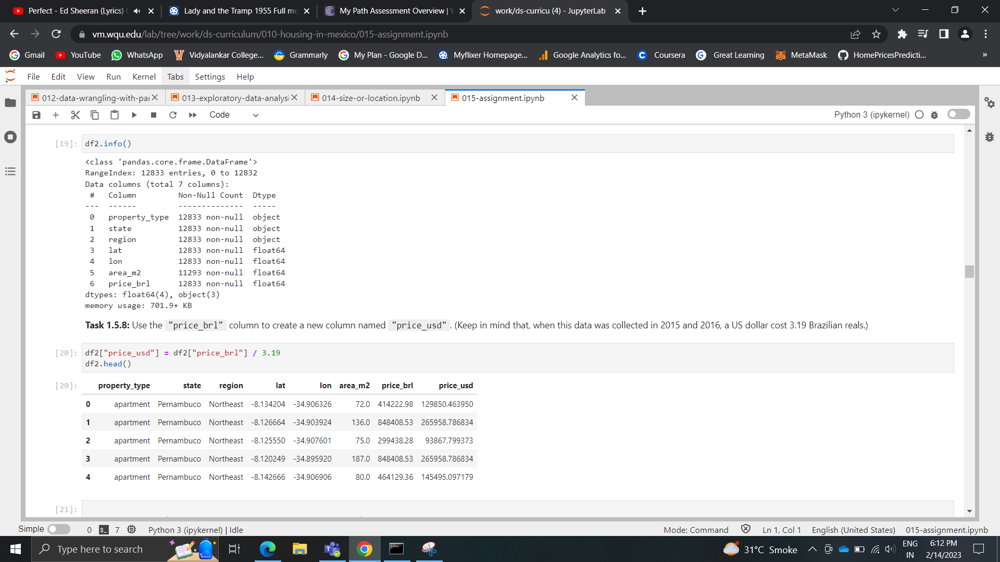 Perfect - Ed Sheeran (Lyrics)
Lady and the Tramp 1955 Full mo
My Path Assessment Overview |
work/ds-curricu (4) - JupyterLab
vm.wqu.edu/lab/tree/work/ds-curriculum/010-housing-in-mexico/015-assignment.ipynb
Gmail YouTube WhatsApp Vidyalankar College... Grammarly My Plan - Google D... Myflixer Homepage... Google Analytics fo... Coursera Great Learning MetaMask HomePricesPredicti... »
File Edit View Run Kernel Tabs Settings Help
012-data-wrangling-with-pa 013-exploratory-data-analysi 014-size-or-location.ipynb 015-assignment.ipynb
Code Python 3 (ipykernel)
[19]: df2.info()
<class 'pandas.core.frame.DataFrame'>
RangeIndex: 12833 entries, 0 to 12832
Data columns (total 7 columns):
# Column Non-Null Count Dtype
--- ------ -------------- -----
0 property_type 12833 non-null object
1 state 12833 non-null object
2 region 12833 non-null object
3 lat 12833 non-null float64
4 lon 12833 non-null float64
5 area_m2 11293 non-null float64
6 price_brl 12833 non-null float64
dtypes: float64(4), object(3)
memory usage: 701.9+ KB
Task 1.5.8: Use the "price_brl" column to create a new column named "price_usd". (Keep in mind that, when this data was collected in 2015 and 2016, a US dollar cost 3.19 Brazilian reals.)
[20]: df2["price_usd"] = df2["price_brl"] / 3.19
df2.head()
[20]: property_type state region lat lon area_m2 price_brl price_usd
0 apartment Pernambuco Northeast -8.134204 -34.906326 72.0 414222.98 129850.463950
1 apartment Pernambuco Northeast -8.126664 -34.903924 136.0 848408.53 265958.786834
2 apartment Pernambuco Northeast -8.125550 -34.907601 75.0 299438.28 93867.799373
3 apartment Pernambuco Northeast -8.120249 -34.895920 187.0 848408.53 265958.786834
4 apartment Pernambuco Northeast -8.142666 -34.906906 80.0 464129.36 145495.097179
[21]:
Simple 0 $_ 7 Python 3 (ipykernel) | Idle Mode: Command Ln 1, Col 1 English (United States) 015-assignment.ipynb
Type here to search 31°C Smoke ENG IN 6:12 PM 2/14/2023